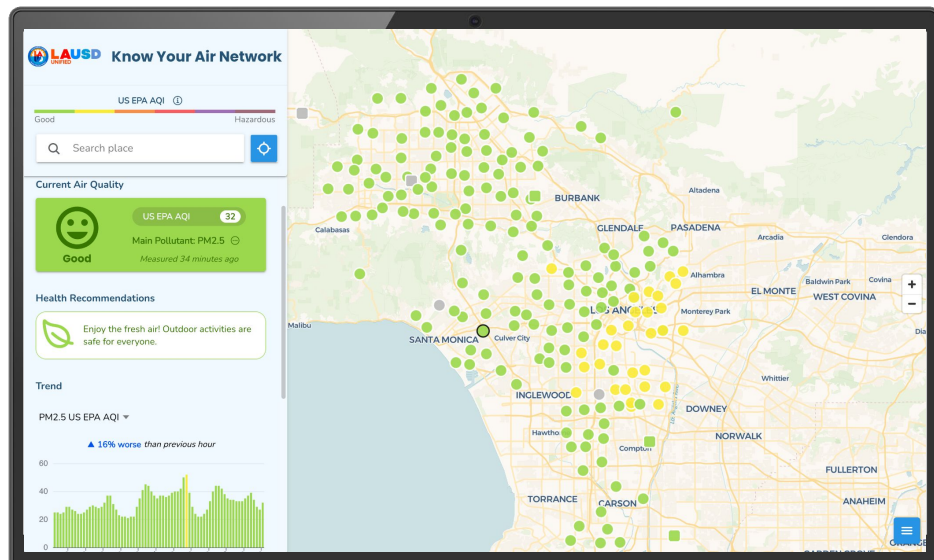 LAUSD
UNIFIED
Know Your Air Network
US EPA AQI
Good
Hazardous
Search place
Current Air Quality
US EPA AQI 32
Main Pollutant: PM2.5
Good
Measured 34 minutes ago
Health Recommendations
Enjoy the fresh air! Outdoor activities are
safe for everyone.
Trend
PM2.5 US EPA AQI
▲ 16% worse than previous hour
60
40
20
0
BURBANK
Altadena
GLENDALE
PASADENA
Calabasas
Arcadia
Glendora
Alhambra
Baldwin Park
Covina
EL MONTE
WEST COVINA
+
−
LOS ANGELES
Monterey Park
Malibu
SANTA MONICA
Culver City
Dia
Whittier
INGLEWOOD
DOWNEY
Hawtho
NORWALK
Compton
FULLERTON
TORRANCE
CARSON
ANAHEIM